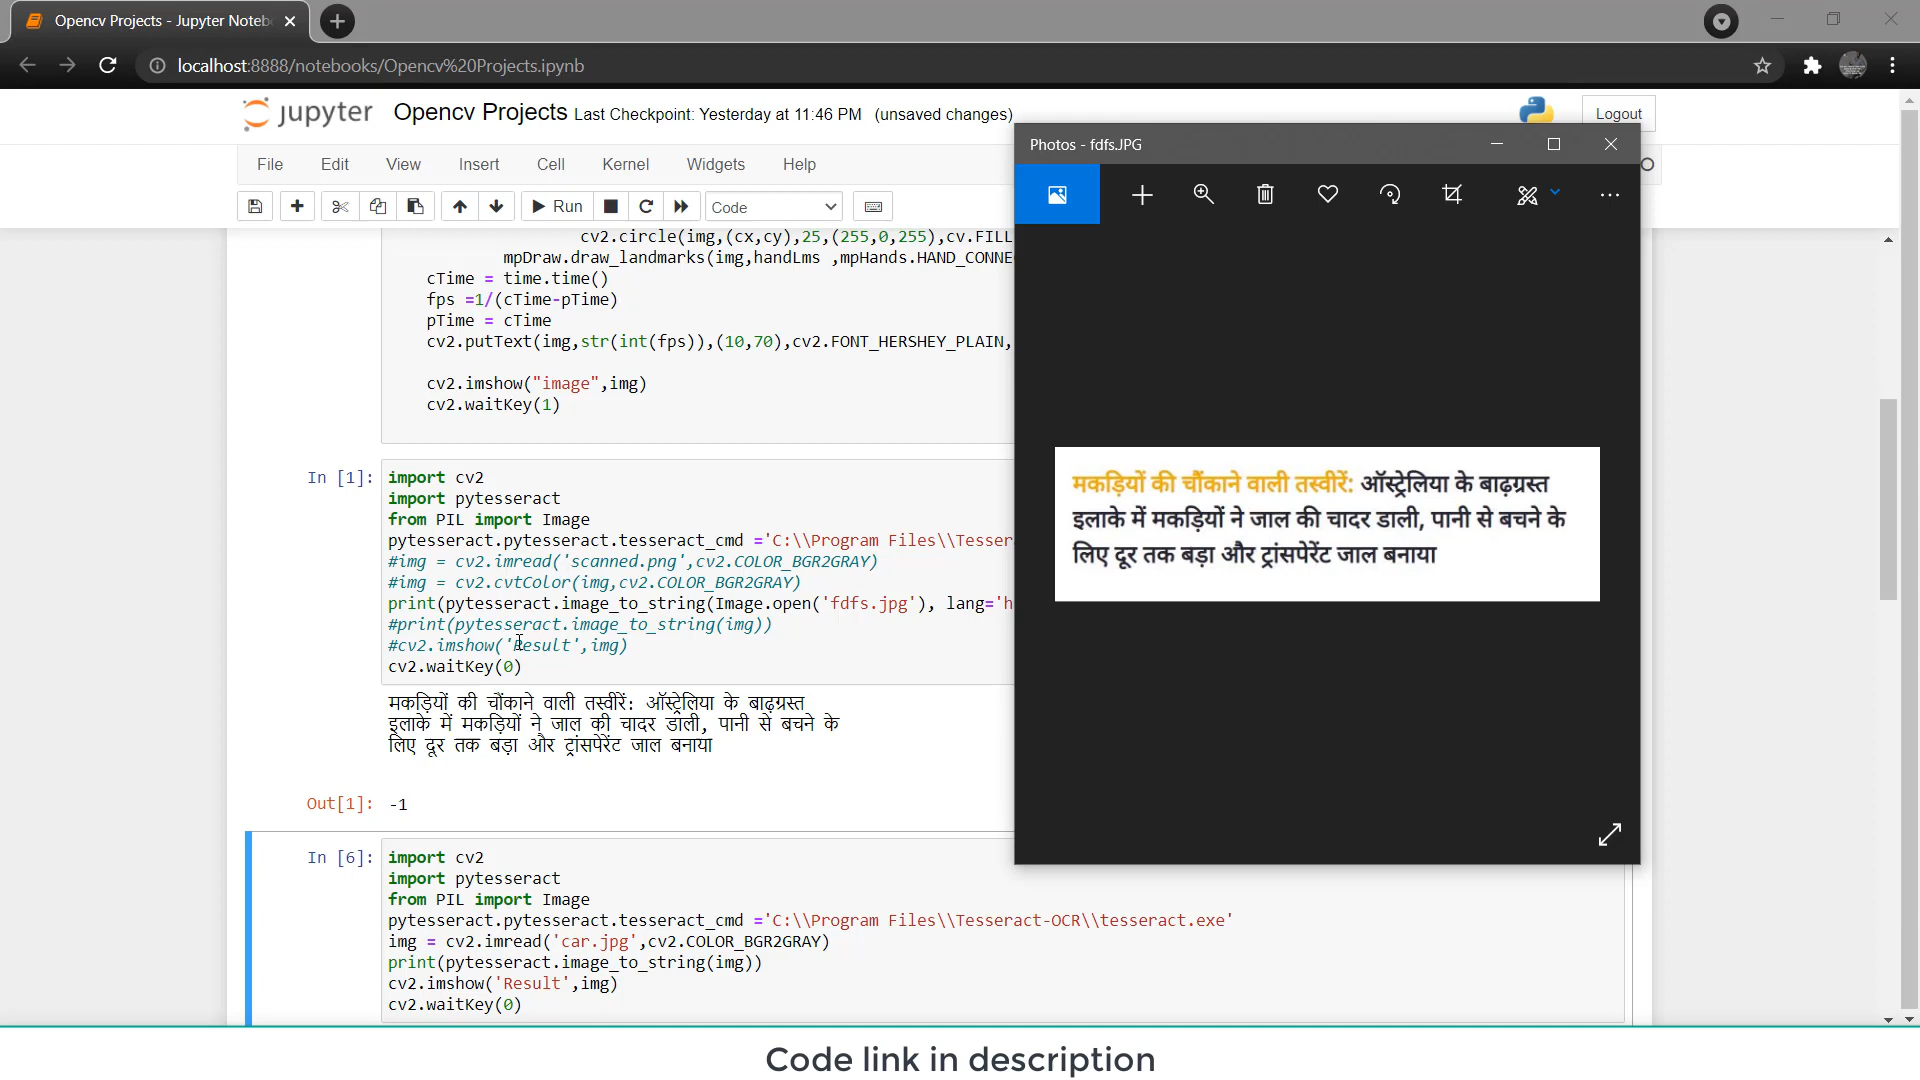 Opencv Projects - Jupyter Noteb
localhost:8888/notebooks/Opencv%20Projects.ipynb
jupyter Opencv Projects Last Checkpoint: Yesterday at 11:46 PM (unsaved changes)
Logout
File Edit View Insert Cell Kernel Widgets Help
Run Code
cv2.circle(img,(cx,cy),25,(255,0,255),cv.FILL
mpDraw.draw_landmarks(img,handLms ,mpHands.HAND_CONNE
cTime = time.time()
fps =1/(cTime-pTime)
pTime = cTime
cv2.putText(img,str(int(fps)),(10,70),cv2.FONT_HERSHEY_PLAIN,
cv2.imshow("image",img)
cv2.waitKey(1)
In [1]:
import cv2
import pytesseract
from PIL import Image
pytesseract.pytesseract.tesseract_cmd ='C:\\Program Files\\Tesser
#img = cv2.imread('scanned.png',cv2.COLOR_BGR2GRAY)
#img = cv2.cvtColor(img,cv2.COLOR_BGR2GRAY)
print(pytesseract.image_to_string(Image.open('fdfs.jpg'), lang='h
#print(pytesseract.image_to_string(img))
#cv2.imshow('Result',img)
cv2.waitKey(0)
मकड़ियों की चौंकाने वाली तस्वीरें: ऑस्ट्रेलिया के बाढ़ग्रस्त
इलाके में मकड़ियों ने जाल की चादर डाली, पानी से बचने के
लिए दूर तक बड़ा और ट्रांसपेरेंट जाल बनाया
Out[1]: -1
In [6]:
import cv2
import pytesseract
from PIL import Image
pytesseract.pytesseract.tesseract_cmd ='C:\\Program Files\\Tesseract-OCR\\tesseract.exe'
img = cv2.imread('car.jpg',cv2.COLOR_BGR2GRAY)
print(pytesseract.image_to_string(img))
cv2.imshow('Result',img)
cv2.waitKey(0)
Photos - fdfs.JPG
मकड़ियों की चौंकाने वाली तस्वीरें: ऑस्ट्रेलिया के बाढ़ग्रस्त
इलाके में मकड़ियों ने जाल की चादर डाली, पानी से बचने के
लिए दूर तक बड़ा और ट्रांसपेरेंट जाल बनाया
Code link in description